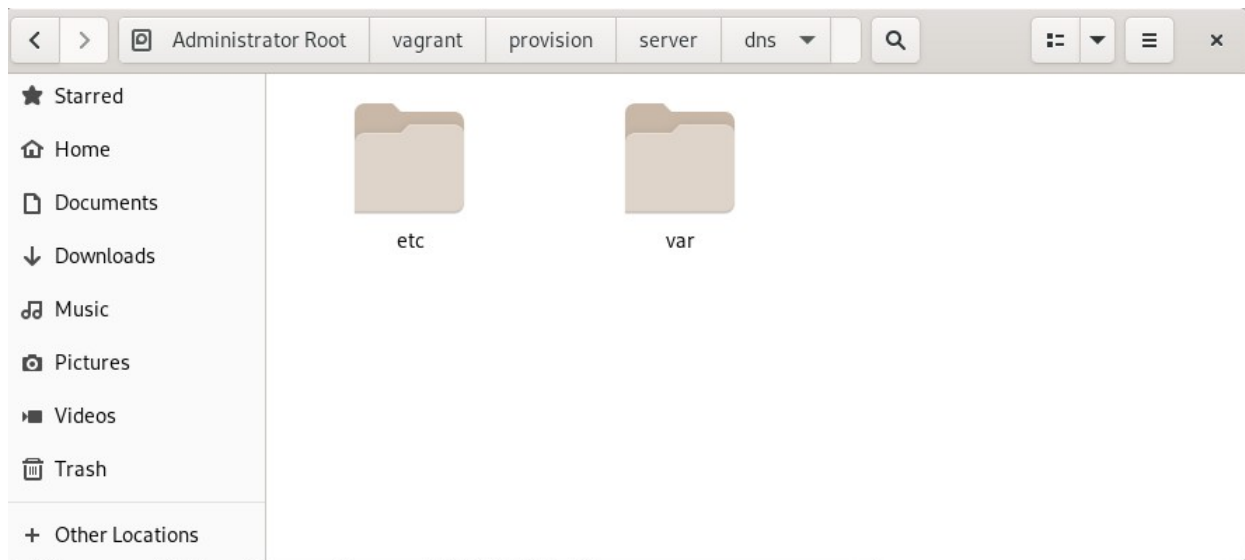 Administrator Root vagrant provision server dns
Starred
Home
Documents
Downloads
Music
Pictures
Videos
Trash
Other Locations
etc var